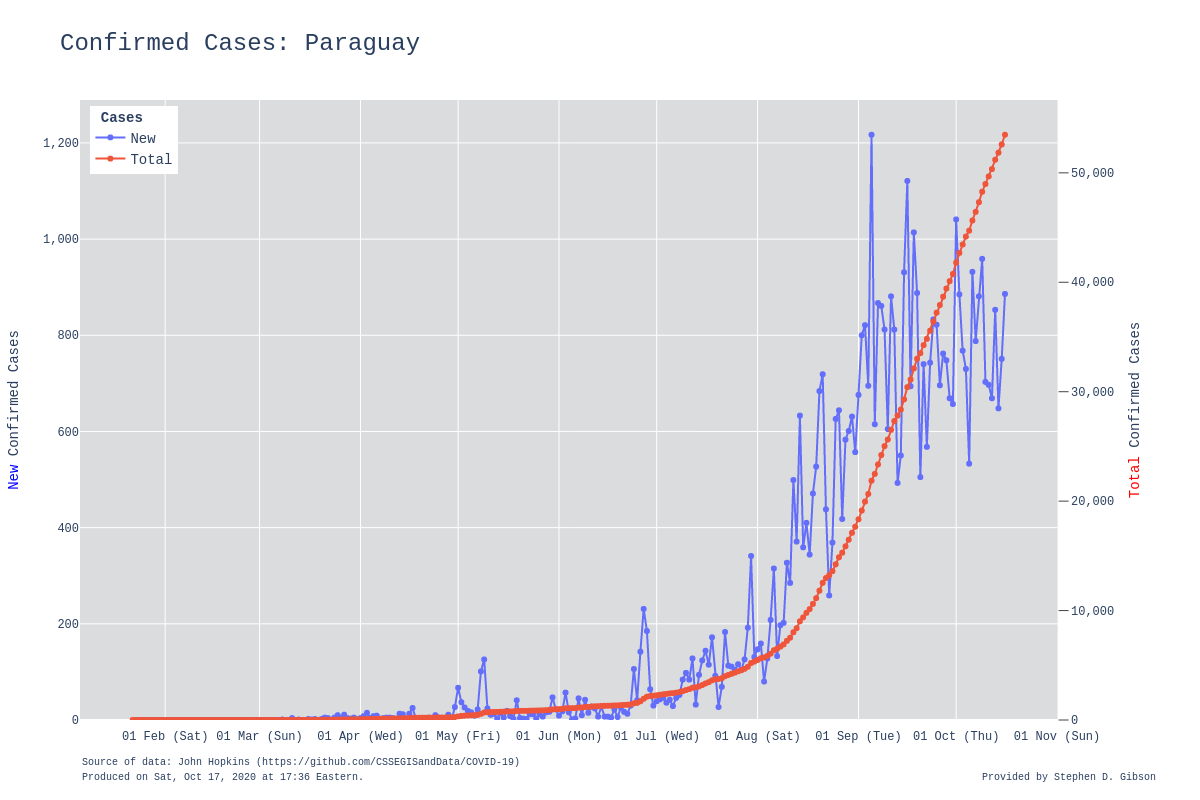 Confirmed Cases: Paraguay
Cases
New
Total
1,200
1,000
800
600
400
200
0
50,000
40,000
30,000
20,000
10,000
0
New Confirmed Cases
Total Confirmed Cases
01 Feb (Sat) 01 Mar (Sun) 01 Apr (Wed) 01 May (Fri) 01 Jun (Mon) 01 Jul (Wed) 01 Aug (Sat) 01 Sep (Tue) 01 Oct (Thu) 01 Nov (Sun)
Source of data: John Hopkins (https://github.com/CSSEGISandData/COVID-19)
Produced on Sat, Oct 17, 2020 at 17:36 Eastern.
Provided by Stephen D. Gibson